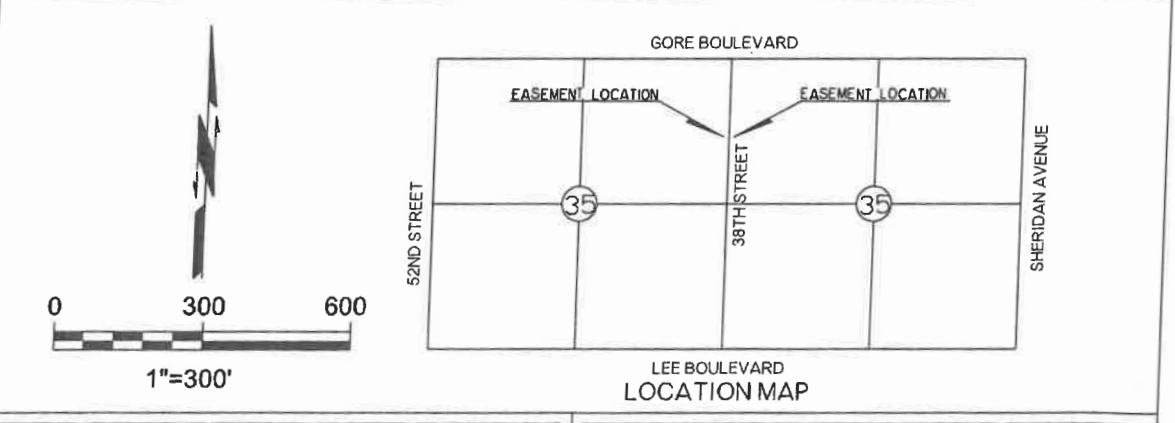 GORE BOULEVARD
EASEMENT LOCATION
EASEMENT LOCATION
52ND STREET
35
38TH STREET
35
SHERIDAN AVENUE
0 300 600
1"=300'
LEE BOULEVARD
LOCATION MAP